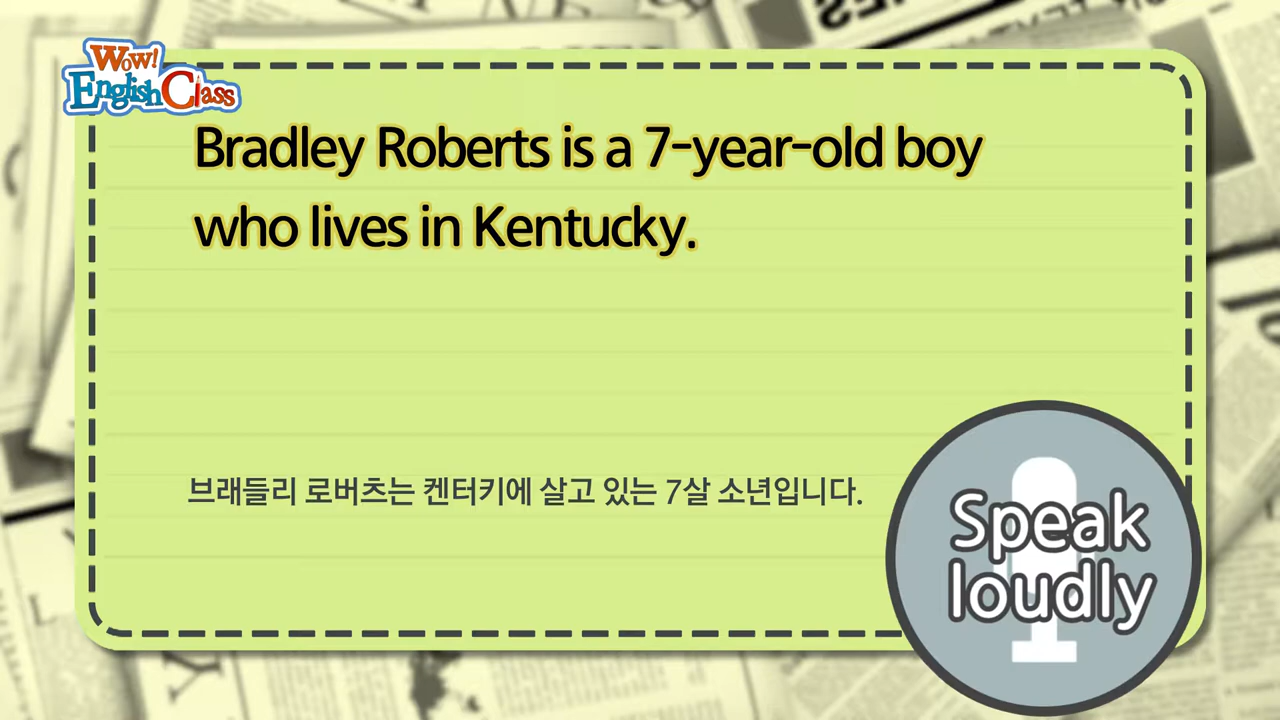 Wow!
English Class
Bradley Roberts is a 7-year-old boy
who lives in Kentucky.
브래들리 로버츠는 켄터키에 살고 있는 7살 소년입니다.
Speak
loudly